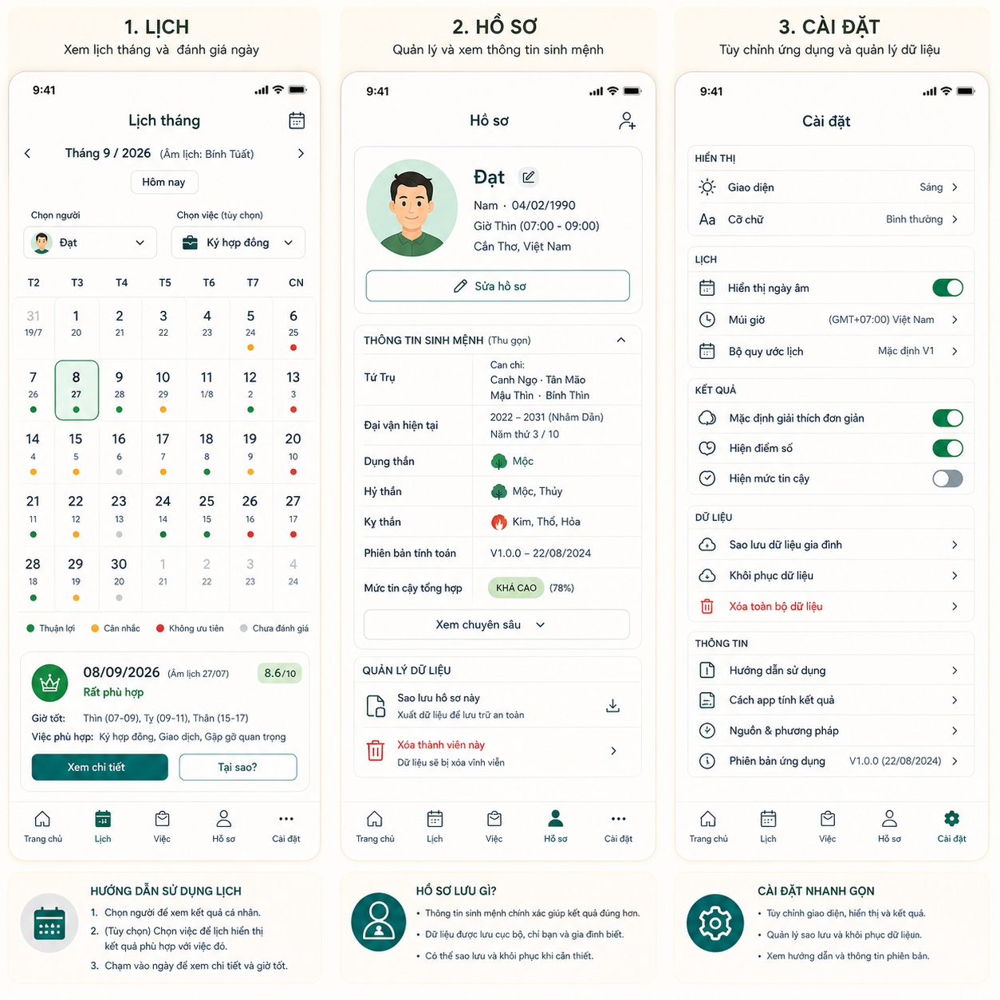 1. LỊCH
Xem lịch tháng và đánh giá ngày
9:41
Lịch tháng
Tháng 9 / 2026 (Âm lịch: Bính Tuất)
Hôm nay
Chọn người
Chọn việc (tùy chọn)
Đạt
Ký hợp đồng
T2 T3 T4 T5 T6 T7 CN
31 1 2 3 4 5 6
19/7 20 21 22 23 24 25
7 8 9 10 11 12 13
26 27 28 29 1/8 2 3
14 15 16 17 18 19 20
4 5 6 7 8 9 10
21 22 23 24 25 26 27
11 12 13 14 15 16 17
28 29 30 1 2 3 4
18 19 20 21 22 23 24
Thuận lợi Cân nhắc Không ưu tiên Chưa đánh giá
08/09/2026 (Âm lịch 27/07) 8.6/10
Rất phù hợp
Giờ tốt: Thìn (07-09), Tỵ (09-11), Thân (15-17)
Việc phù hợp: Ký hợp đồng, Giao dịch, Gặp gỡ quan trọng
Xem chi tiết
Tại sao?
Trang chủ Lịch Việc Hồ sơ Cài đặt
HƯỚNG DẪN SỬ DỤNG LỊCH
1. Chọn người để xem kết quả cá nhân.
2. (Tùy chọn) Chọn việc để lịch hiển thị
kết quả phù hợp với việc đó.
3. Chạm vào ngày để xem chi tiết và giờ tốt.
2. HỒ SƠ
Quản lý và xem thông tin sinh mệnh
9:41
Hồ sơ
Đạt
Nam · 04/02/1990
Giờ Thìn (07:00 - 09:00)
Cần Thơ, Việt Nam
Sửa hồ sơ
THÔNG TIN SINH MỆNH (Thu gọn)
Tứ Trụ
Can chi:
Canh Ngọ · Tân Mão
Mậu Thìn · Bính Thìn
Đại vận hiện tại
2022 – 2031 (Nhâm Dần)
Năm thứ 3 / 10
Dụng thần Mộc
Hỷ thần Mộc, Thủy
Kỵ thần Kim, Thổ, Hỏa
Phiên bản tính toán V1.0.0 – 22/08/2024
Mức tin cậy tổng hợp KHÁ CAO (78%)
Xem chuyên sâu
QUẢN LÝ DỮ LIỆU
Sao lưu hồ sơ này
Xuất dữ liệu để lưu trữ an toàn
Xóa thành viên này
Dữ liệu sẽ bị xóa vĩnh viễn
Trang chủ Lịch Việc Hồ sơ Cài đặt
HỒ SƠ LƯU GÌ?
• Thông tin sinh mệnh chính xác giúp kết quả đúng hơn.
• Dữ liệu được lưu cục bộ, chỉ bạn và gia đình biết.
• Có thể sao lưu và khôi phục khi cần thiết.
3. CÀI ĐẶT
Tùy chỉnh ứng dụng và quản lý dữ liệu
9:41
Cài đặt
HIỂN THỊ
Giao diện Sáng
Aa Cỡ chữ Bình thường
LỊCH
Hiển thị ngày âm
Múi giờ (GMT+07:00) Việt Nam
Bộ quy ước lịch Mặc định V1
KẾT QUẢ
Mặc định giải thích đơn giản
Hiện điểm số
Hiện mức tin cậy
DỮ LIỆU
Sao lưu dữ liệu gia đình
Khôi phục dữ liệu
Xóa toàn bộ dữ liệu
THÔNG TIN
Hướng dẫn sử dụng
Cách app tính kết quả
Nguồn & phương pháp
Phiên bản ứng dụng V1.0.0 (22/08/2024)
Trang chủ Lịch Việc Hồ sơ Cài đặt
CÀI ĐẶT NHANH GỌN
• Tùy chỉnh giao diện, hiển thị và kết quả.
• Quản lý sao lưu và khôi phục dữ liệu.
• Xem hướng dẫn và thông tin phiên bản.